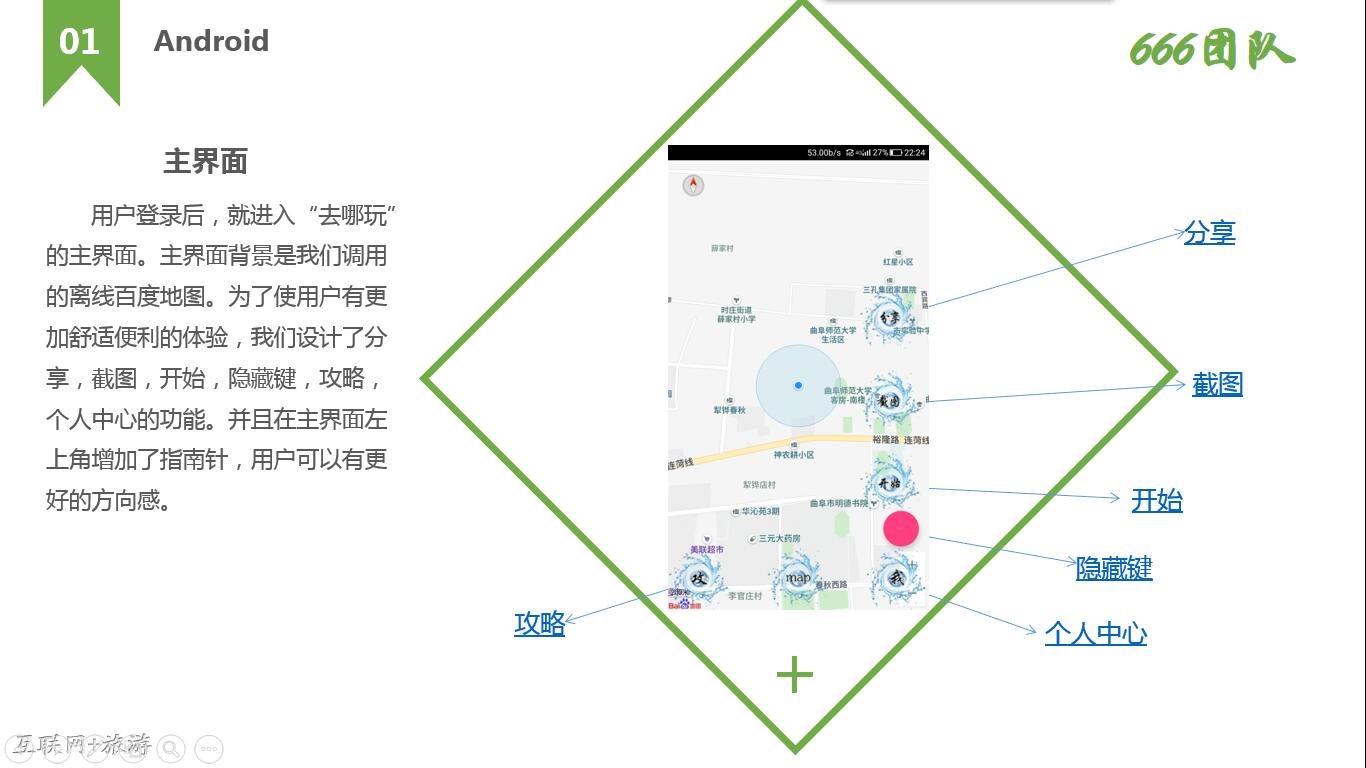 01
Android
666团队
主界面
用户登录后，就进入“去哪玩”
的主界面。主界面背景是我们调用
的离线百度地图。为了使用户有更
加舒适便利的体验，我们设计了分
享，截图，开始，隐藏键，攻略，
个人中心的功能。并且在主界面左
上角增加了指南针，用户可以有更
好的方向感。
53.00b/s 4G 27% 22:24
薛家村
红星小区
三孔集团家属院
西宾路
时庄街道
薛家村小学
分享
曲阜师范大学
生活区
曲阜师范大学
客房-南楼
截图
犁铧春秋
裕隆路
连菏线
神农耕小区
连菏线
犁铧店村
开始
曲阜市明德书院
华沁苑3期
三元大药房
美联超市
攻
map
春秋西路
我
李官庄村
Bai
分享
截图
开始
隐藏键
个人中心
攻略
互联网+旅游